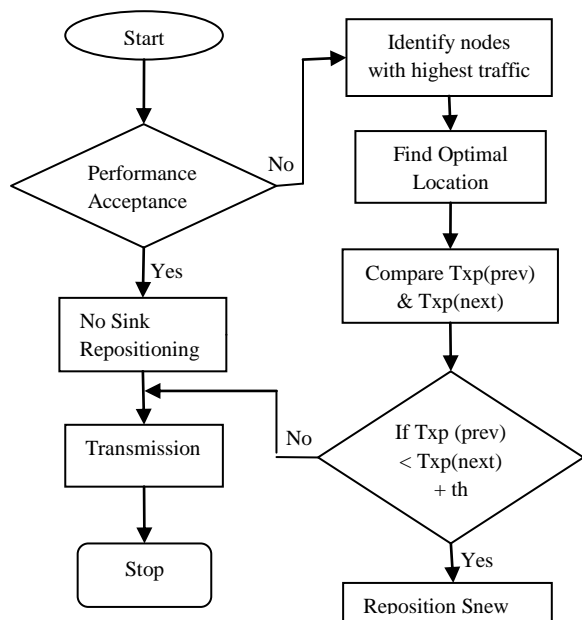 Start
Performance
Acceptance
No
Yes
No Sink
Repositioning
Transmission
Stop
Identify nodes
with highest traffic
Find Optimal
Location
Compare Txp(prev)
& Txp(next)
If Txp (prev)
< Txp(next)
+ th
No
Yes
Reposition Snew